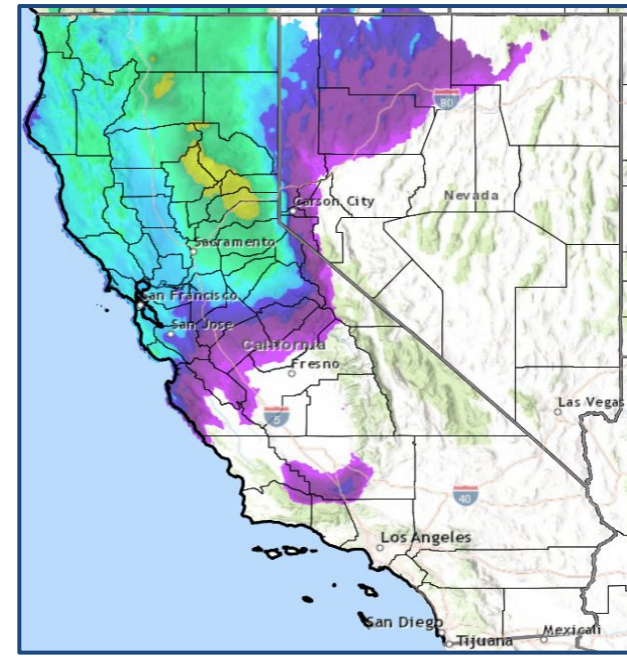 80
Nevada
Carson City
Sacramento
San Francisco
San Jose
California
Fresno
Las Vegas
5
40
Los Angeles
San Diego
Tijuana
Mexicali